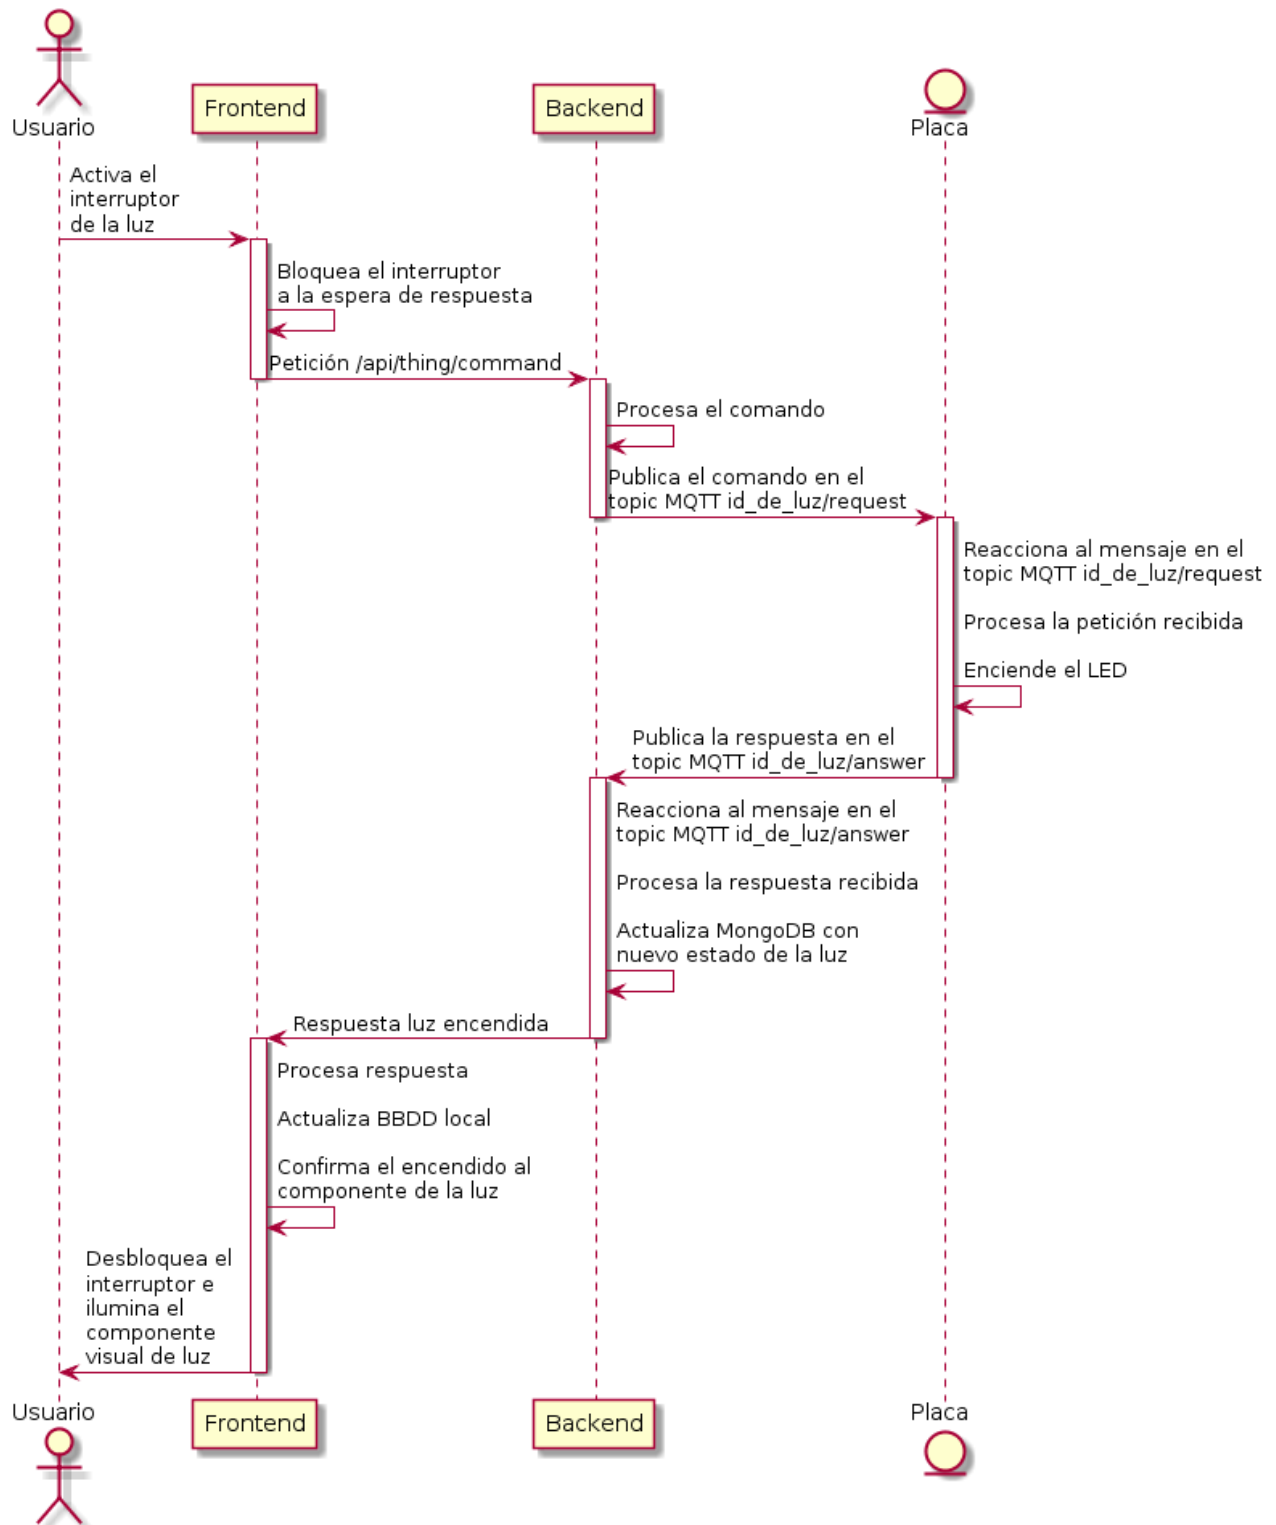 Usuario
Frontend
Backend
Placa
Activa el
interruptor
de la luz
Bloquea el interruptor
a la espera de respuesta
Petición /api/thing/command
Procesa el comando
Publica el comando en el
topic MQTT id_de_luz/request
Reacciona al mensaje en el
topic MQTT id_de_luz/request
Procesa la petición recibida
Enciende el LED
Publica la respuesta en el
topic MQTT id_de_luz/answer
Reacciona al mensaje en el
topic MQTT id_de_luz/answer
Procesa la respuesta recibida
Actualiza MongoDB con
nuevo estado de la luz
Respuesta luz encendida
Procesa respuesta
Actualiza BBDD local
Confirma el encendido al
componente de la luz
Desbloquea el
interruptor e
ilumina el
componente
visual de luz
Usuario
Frontend
Backend
Placa